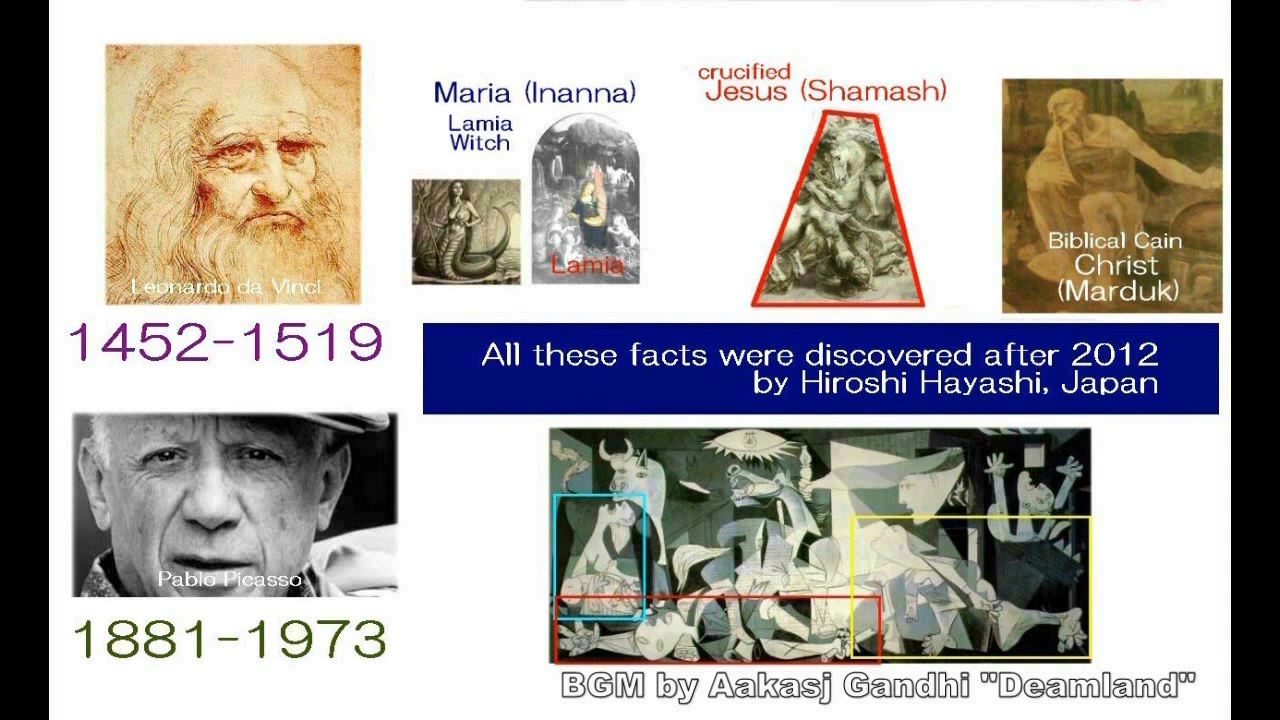 Leonardo da Vinci
1452-1519
Maria (Inanna)
Lamia
Witch
Lamia
crucified
Jesus (Shamash)
Biblical Cain
Christ
(Marduk)
All these facts were discovered after 2012
by Hiroshi Hayashi, Japan
Pablo Picasso
1881-1973
BGM by Aakasj Gandhi "Deamland"